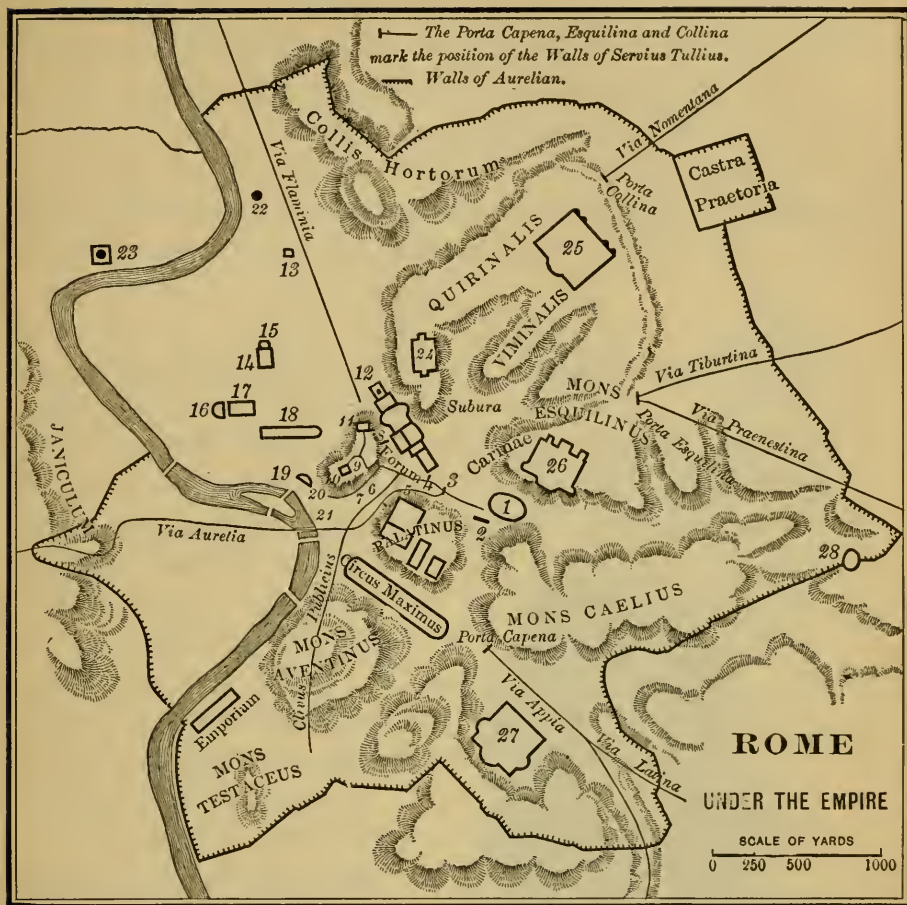 The Porta Capena, Esquilina and Collina
mark the position of the Walls of Servius Tullius.
Walls of Aurelian.
Via Nomentana
Collis Hortorum
Porta
Collina
Castra
Praetoria
Via Flaminia
22
23
13
QUIRINALIS
25
VIMINALIS
24
15
14
12
16
17
18
Subura
MONS
ESQUILINUS
Via Tiburtina
Via Praenestina
Porta Esquilina
JANICULUM
11
Forum
9
10
Carinae
26
19
20
8
6
7
4
3
5
1
2
21
Via Aurelia
PALATINUS
28
Circus Maximus
MONS CAELIUS
Clivus Publicius
Porta Capena
MONS
AVENTINUS
Via Appia
Via Latina
Emporium
27
MONS
TESTACEUS
ROME
UNDER THE EMPIRE
SCALE OF YARDS
0 250 500 1000